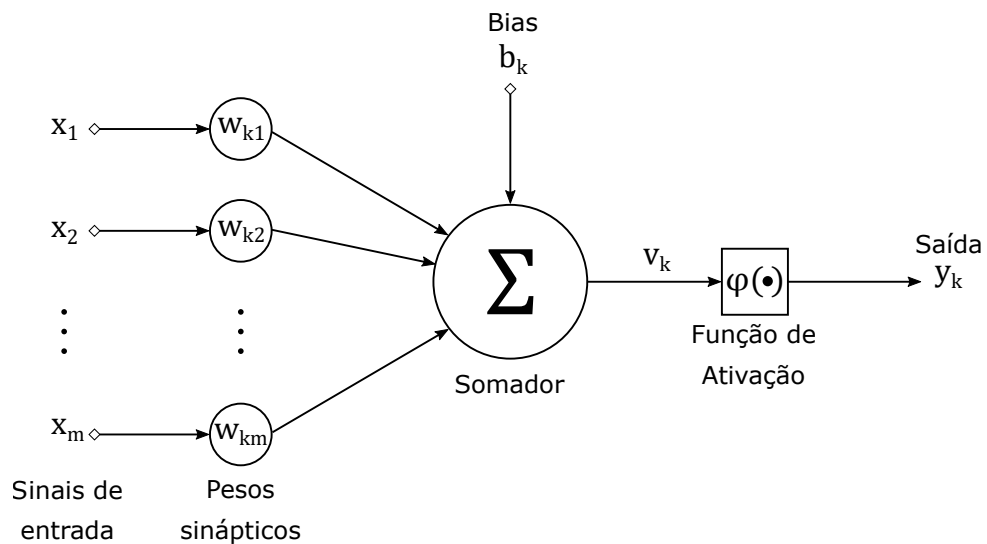 Bias
b_k
x_1
w_k1
x_2
w_k2
Σ
v_k
φ(•)
Saída
y_k
Função de
Ativação
Somador
x_m
w_km
Sinais de
entrada
Pesos
sinápticos